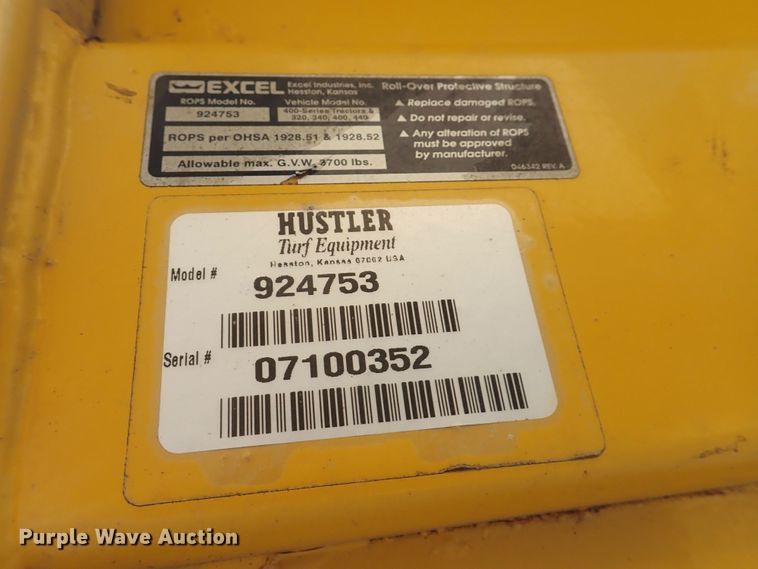 EXCEL Excel Industries, Inc. Hesston, Kansas
Roll-Over Protective Structure
ROPS Model No. Vehicle Model No.
924753 400-Series Tractors & 320, 340, 400, 440
▲ Replace damaged ROPS.
▲ Do not repair or revise.
▲ Any alteration of ROPS
must be approved
by manufacturer.
ROPS per OHSA 1928.51 & 1928.52
Allowable max. G.V.W. 3700 lbs.
046342 REV. A
HUSTLER
Turf Equipment
Hesston, Kansas 67062 USA
Model # 924753
Serial # 07100352
Purple Wave Auction